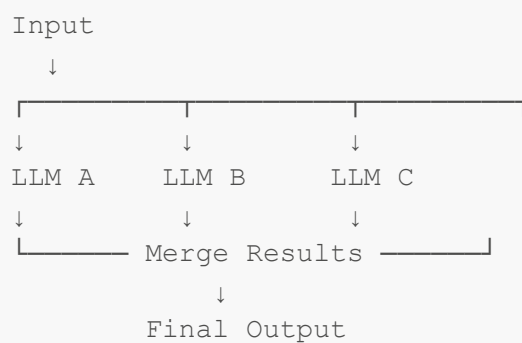 Input
↓
┌─────────┬─────────┬─────────
↓ ↓ ↓
LLM A LLM B LLM C
↓ ↓ ↓
└────── Merge Results ──────┘
↓
Final Output